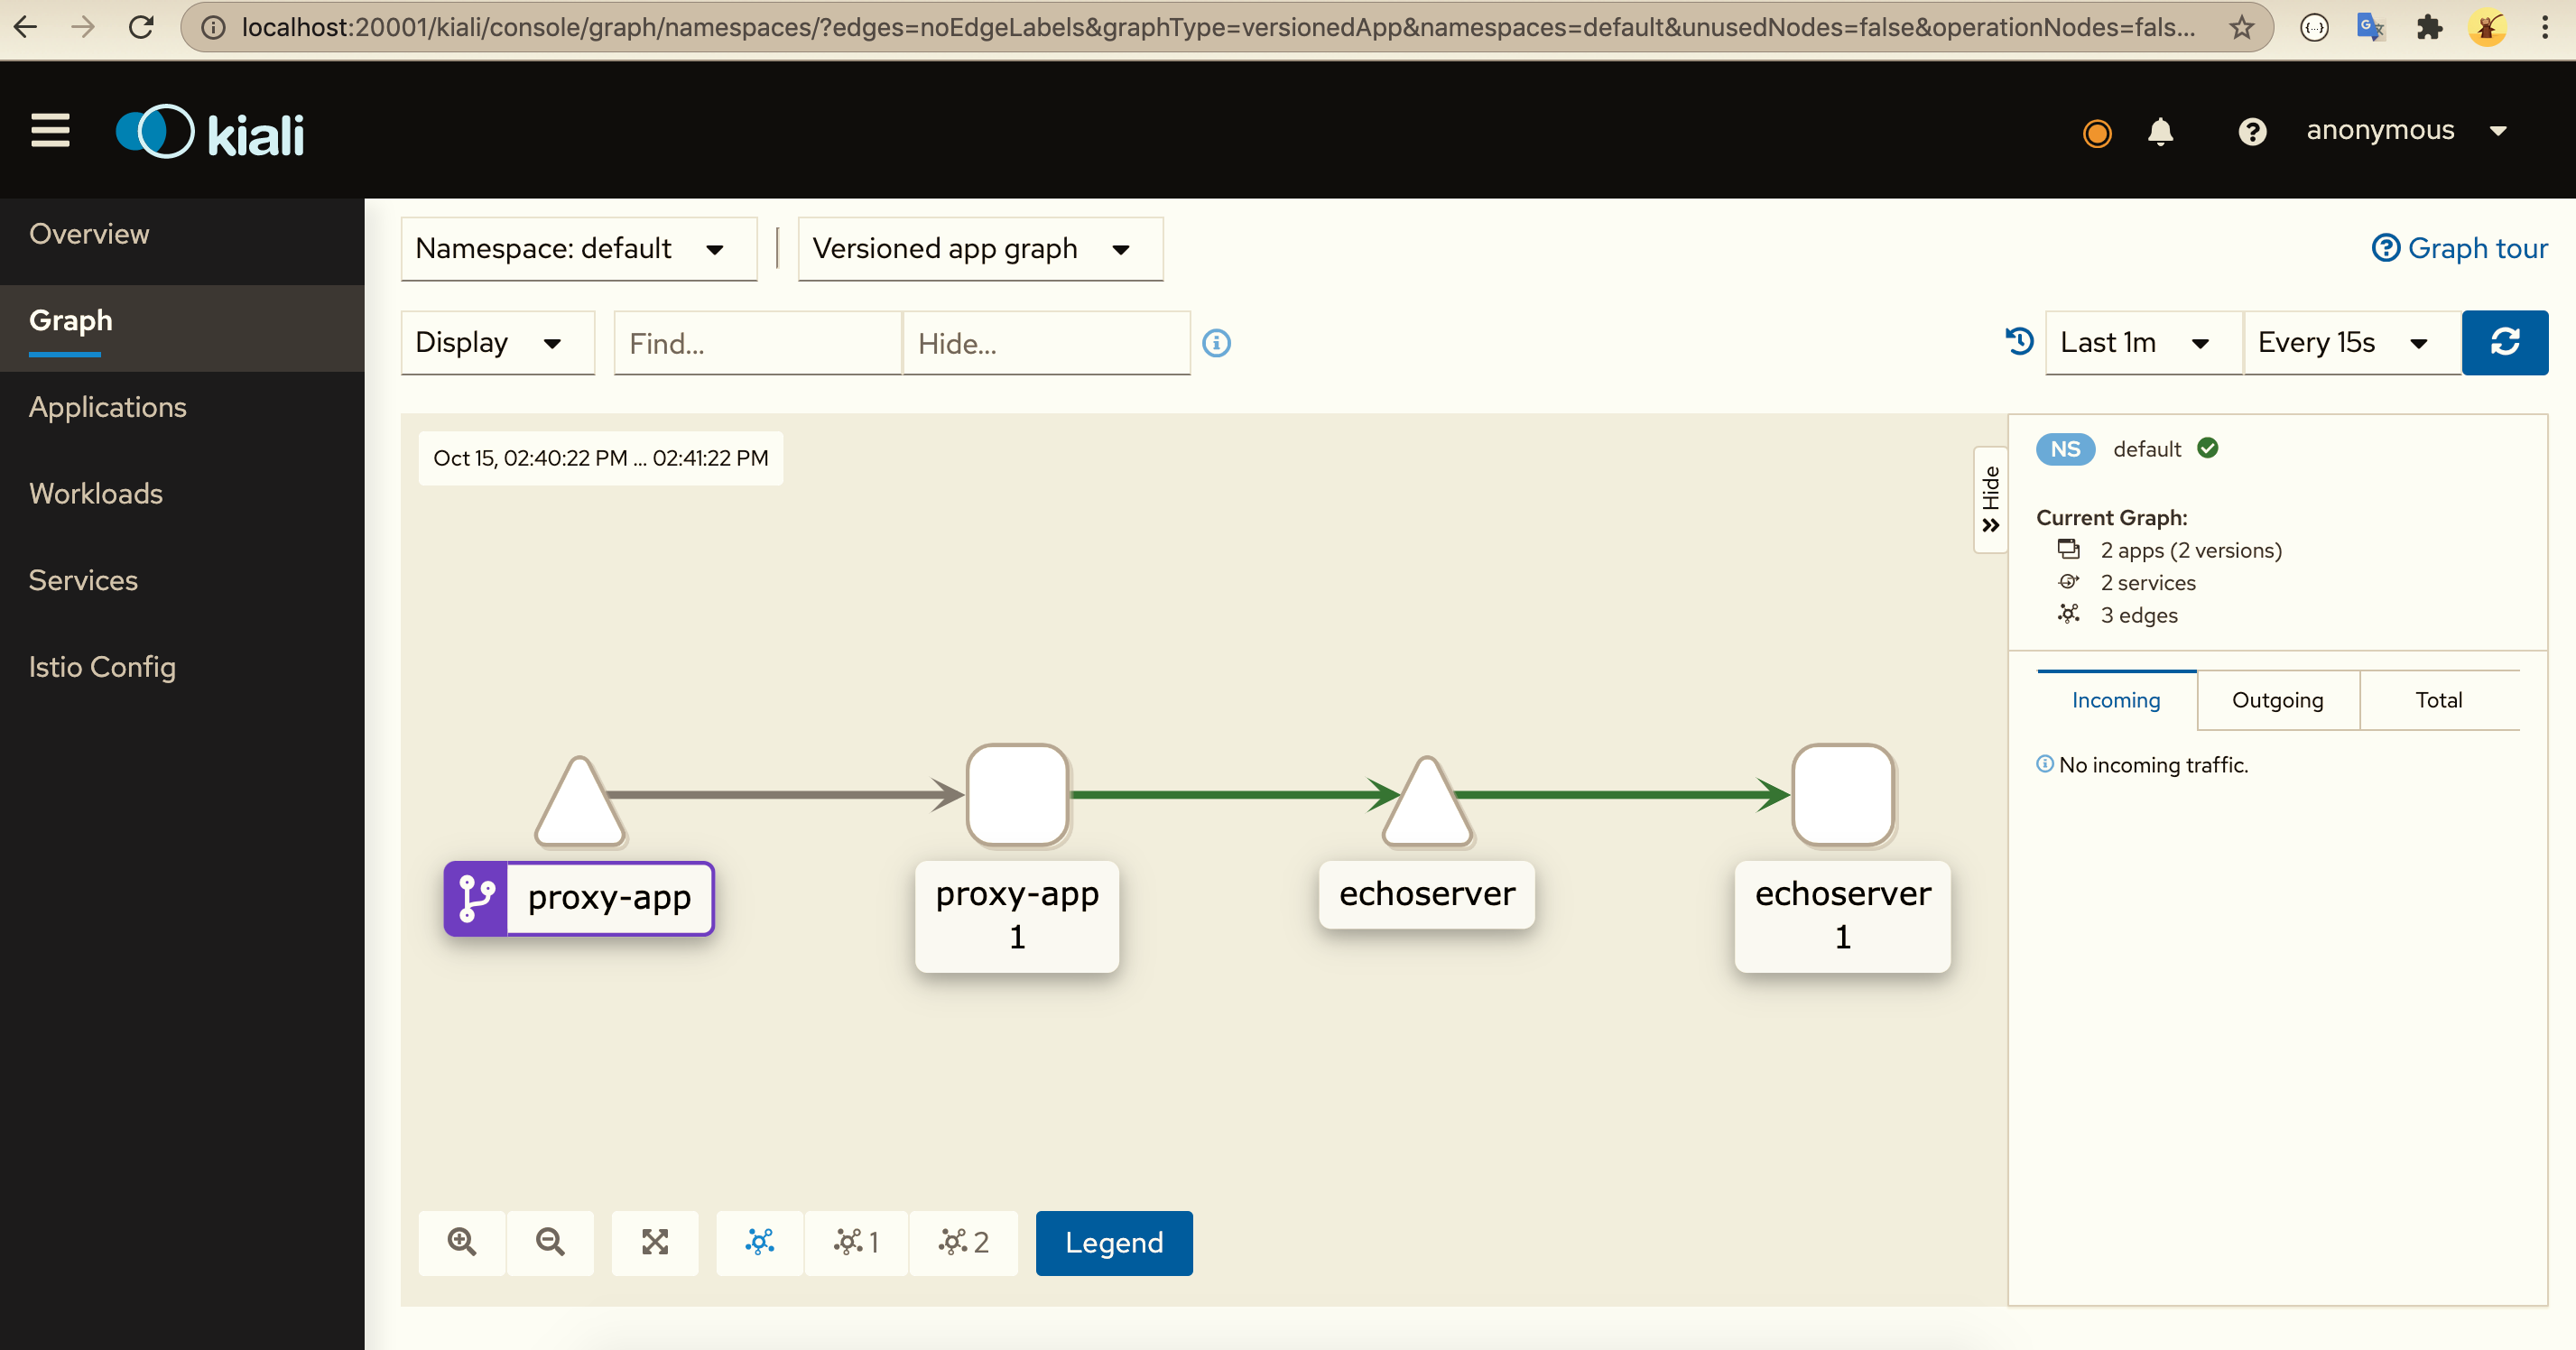 localhost:20001/kiali/console/graph/namespaces/?edges=noEdgeLabels&graphType=versionedApp&namespaces=default&unusedNodes=false&operationNodes=fals...
kiali
anonymous
Overview
Graph
Applications
Workloads
Services
Istio Config
Namespace: default
Versioned app graph
Graph tour
Display
Find...
Hide...
Last 1m
Every 15s
Oct 15, 02:40:22 PM ... 02:41:22 PM
Hide
NS default
Current Graph:
2 apps (2 versions)
2 services
3 edges
Incoming
Outgoing
Total
No incoming traffic.
proxy-app
proxy-app
1
echoserver
echoserver
1
1
2
Legend